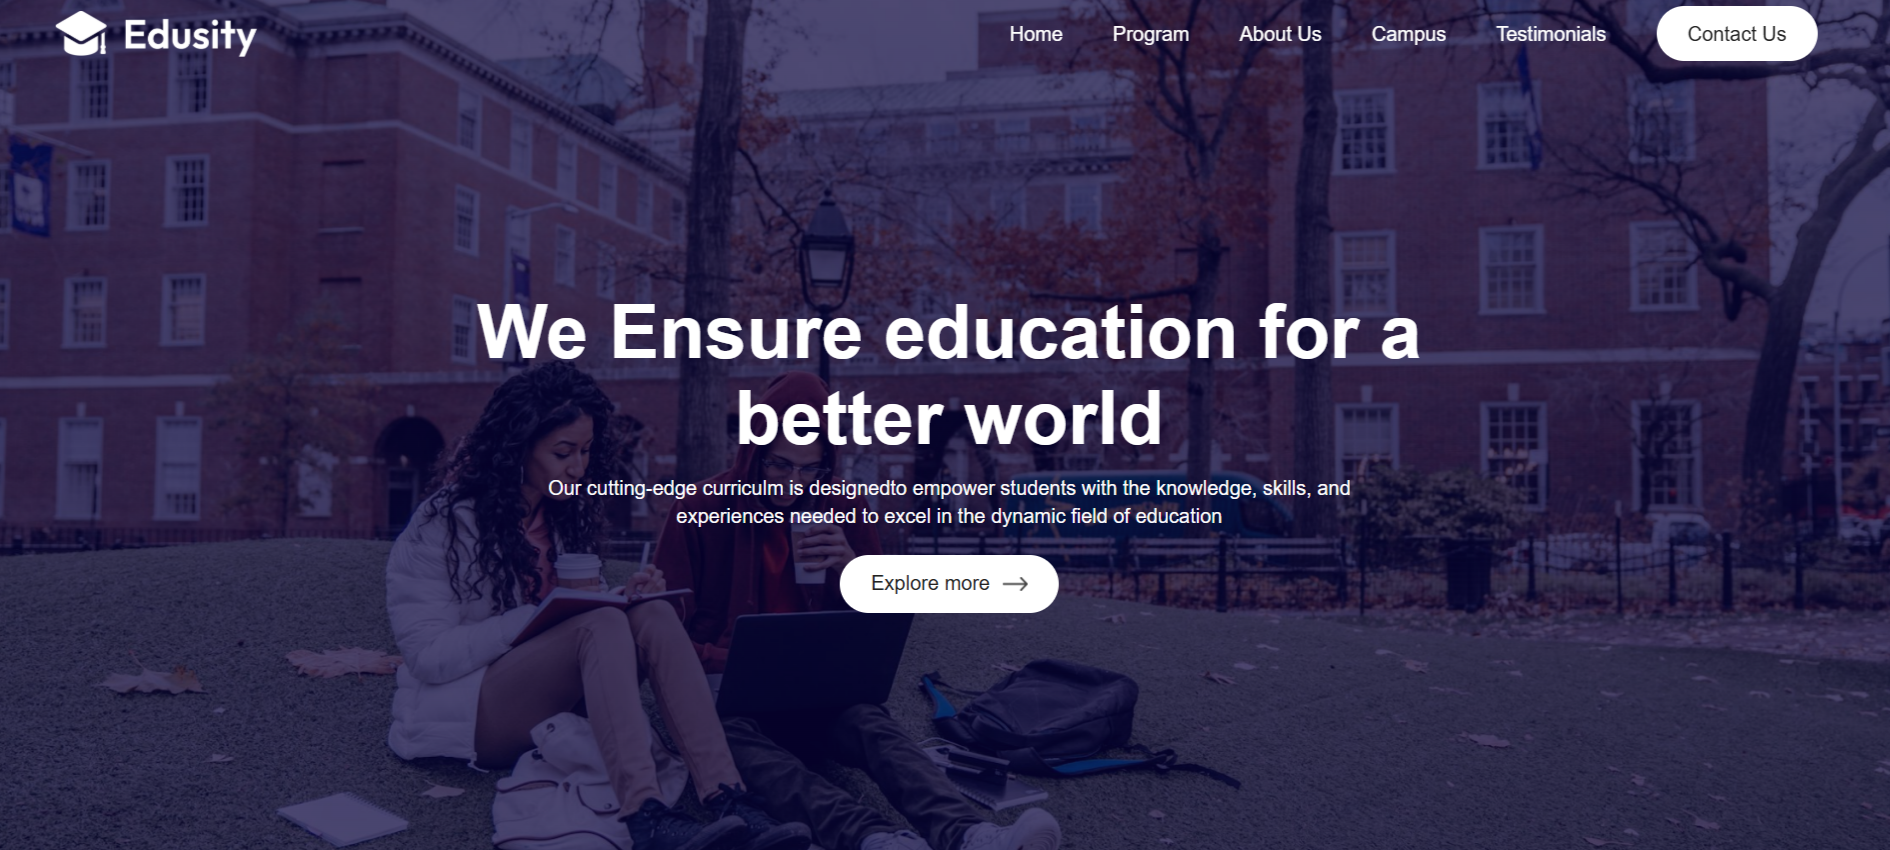 Edusity
Home Program About Us Campus Testimonials Contact Us
We Ensure education for a
better world
Our cutting-edge curriculm is designedto empower students with the knowledge, skills, and
experiences needed to excel in the dynamic field of education
Explore more